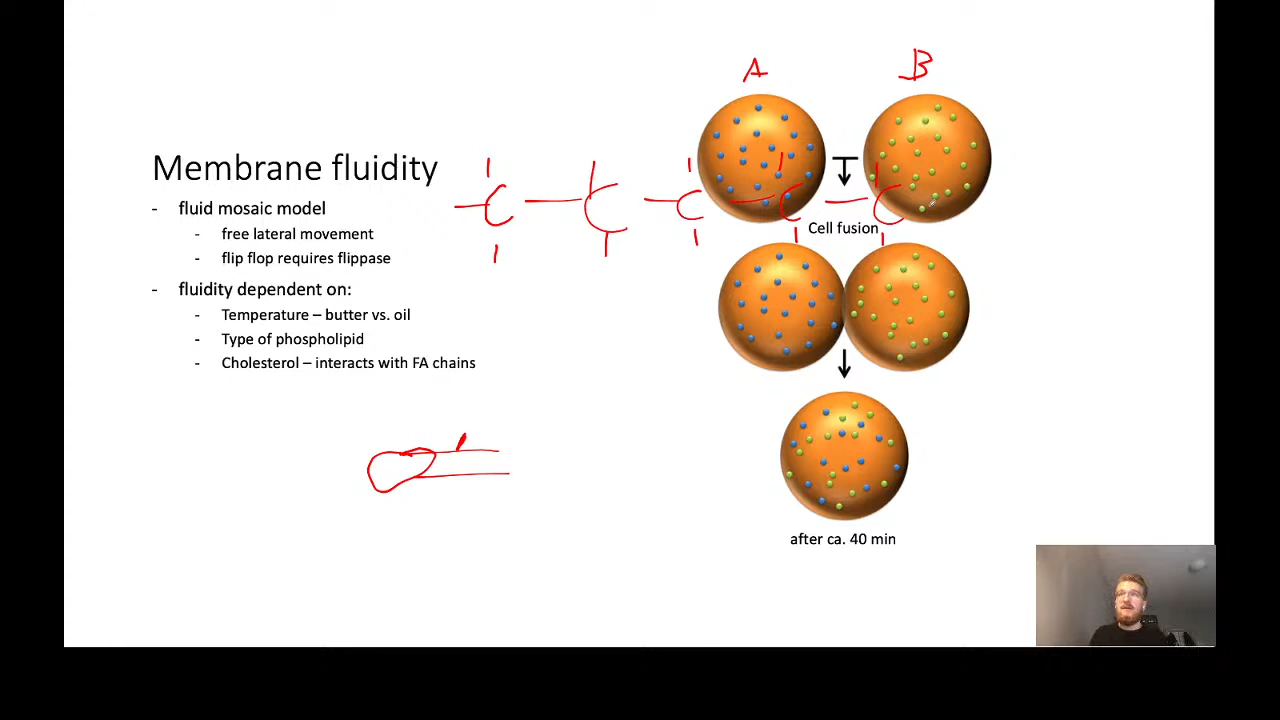 A B
Membrane fluidity
C C C C C
- fluid mosaic model
- free lateral movement
- flip flop requires flippase
- fluidity dependent on:
- Temperature – butter vs. oil
- Type of phospholipid
- Cholesterol – interacts with FA chains
Cell fusion
after ca. 40 min